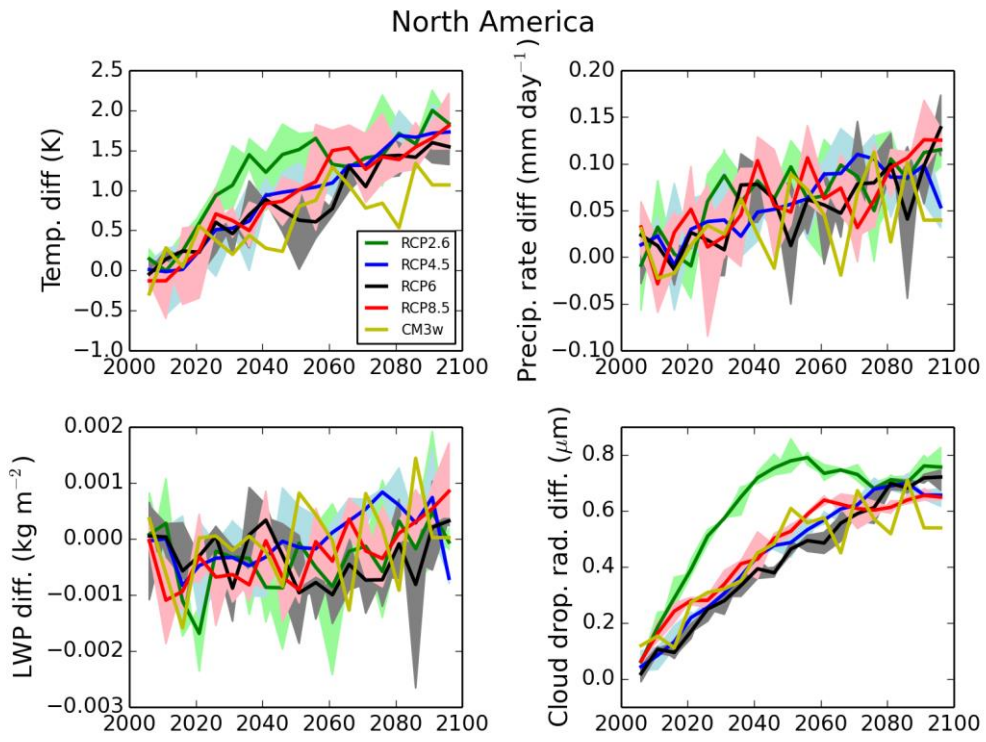 North America
Temp. diff (K)
2.5
2.0
1.5
1.0
0.5
0.0
−0.5
−1.0
2000 2020 2040 2060 2080 2100
RCP2.6
RCP4.5
RCP6
RCP8.5
CM3w
Precip. rate diff (mm day−1)
0.20
0.15
0.10
0.05
0.00
−0.05
−0.10
2000 2020 2040 2060 2080 2100
LWP diff. (kg m−2)
0.002
0.001
0.000
−0.001
−0.002
−0.003
2000 2020 2040 2060 2080 2100
Cloud drop. rad. diff. (μm)
0.8
0.6
0.4
0.2
0.0
2000 2020 2040 2060 2080 2100